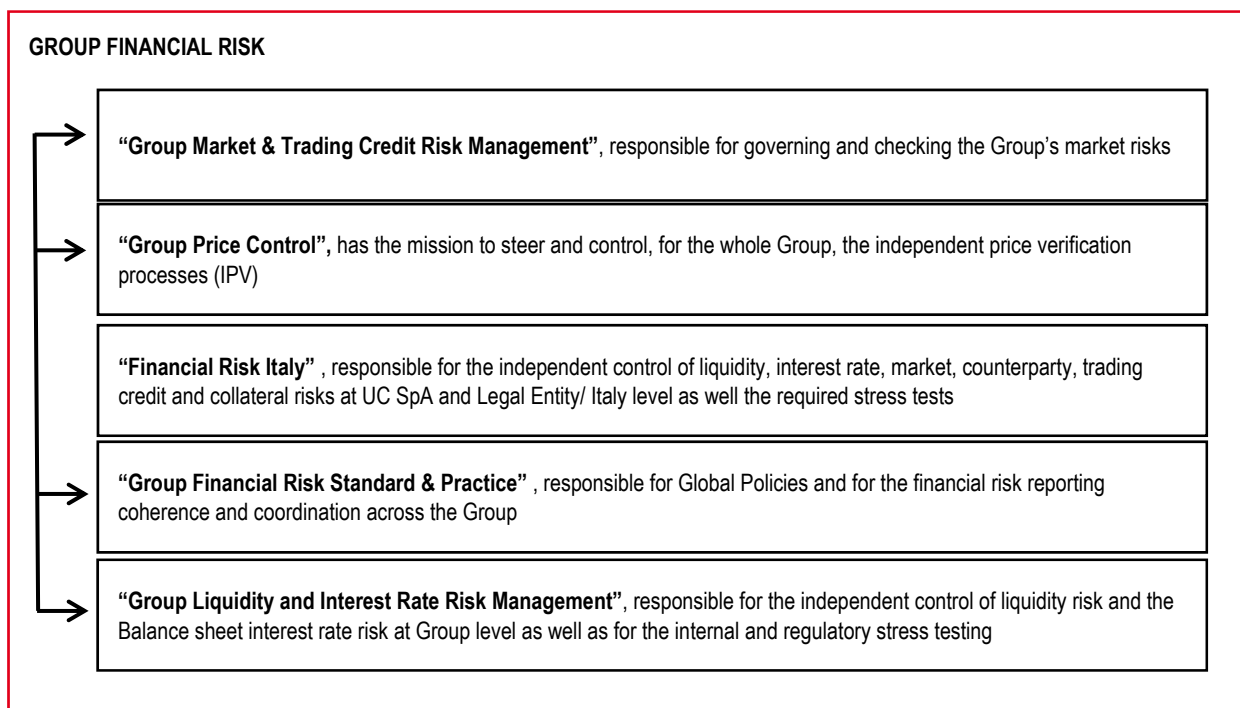 GROUP FINANCIAL RISK
“Group Market & Trading Credit Risk Management”, responsible for governing and checking the Group’s market risks
“Group Price Control”, has the mission to steer and control, for the whole Group, the independent price verification
processes (IPV)
“Financial Risk Italy” , responsible for the independent control of liquidity, interest rate, market, counterparty, trading
credit and collateral risks at UC SpA and Legal Entity/ Italy level as well the required stress tests
“Group Financial Risk Standard & Practice” , responsible for Global Policies and for the financial risk reporting
coherence and coordination across the Group
“Group Liquidity and Interest Rate Risk Management”, responsible for the independent control of liquidity risk and the
Balance sheet interest rate risk at Group level as well as for the internal and regulatory stress testing